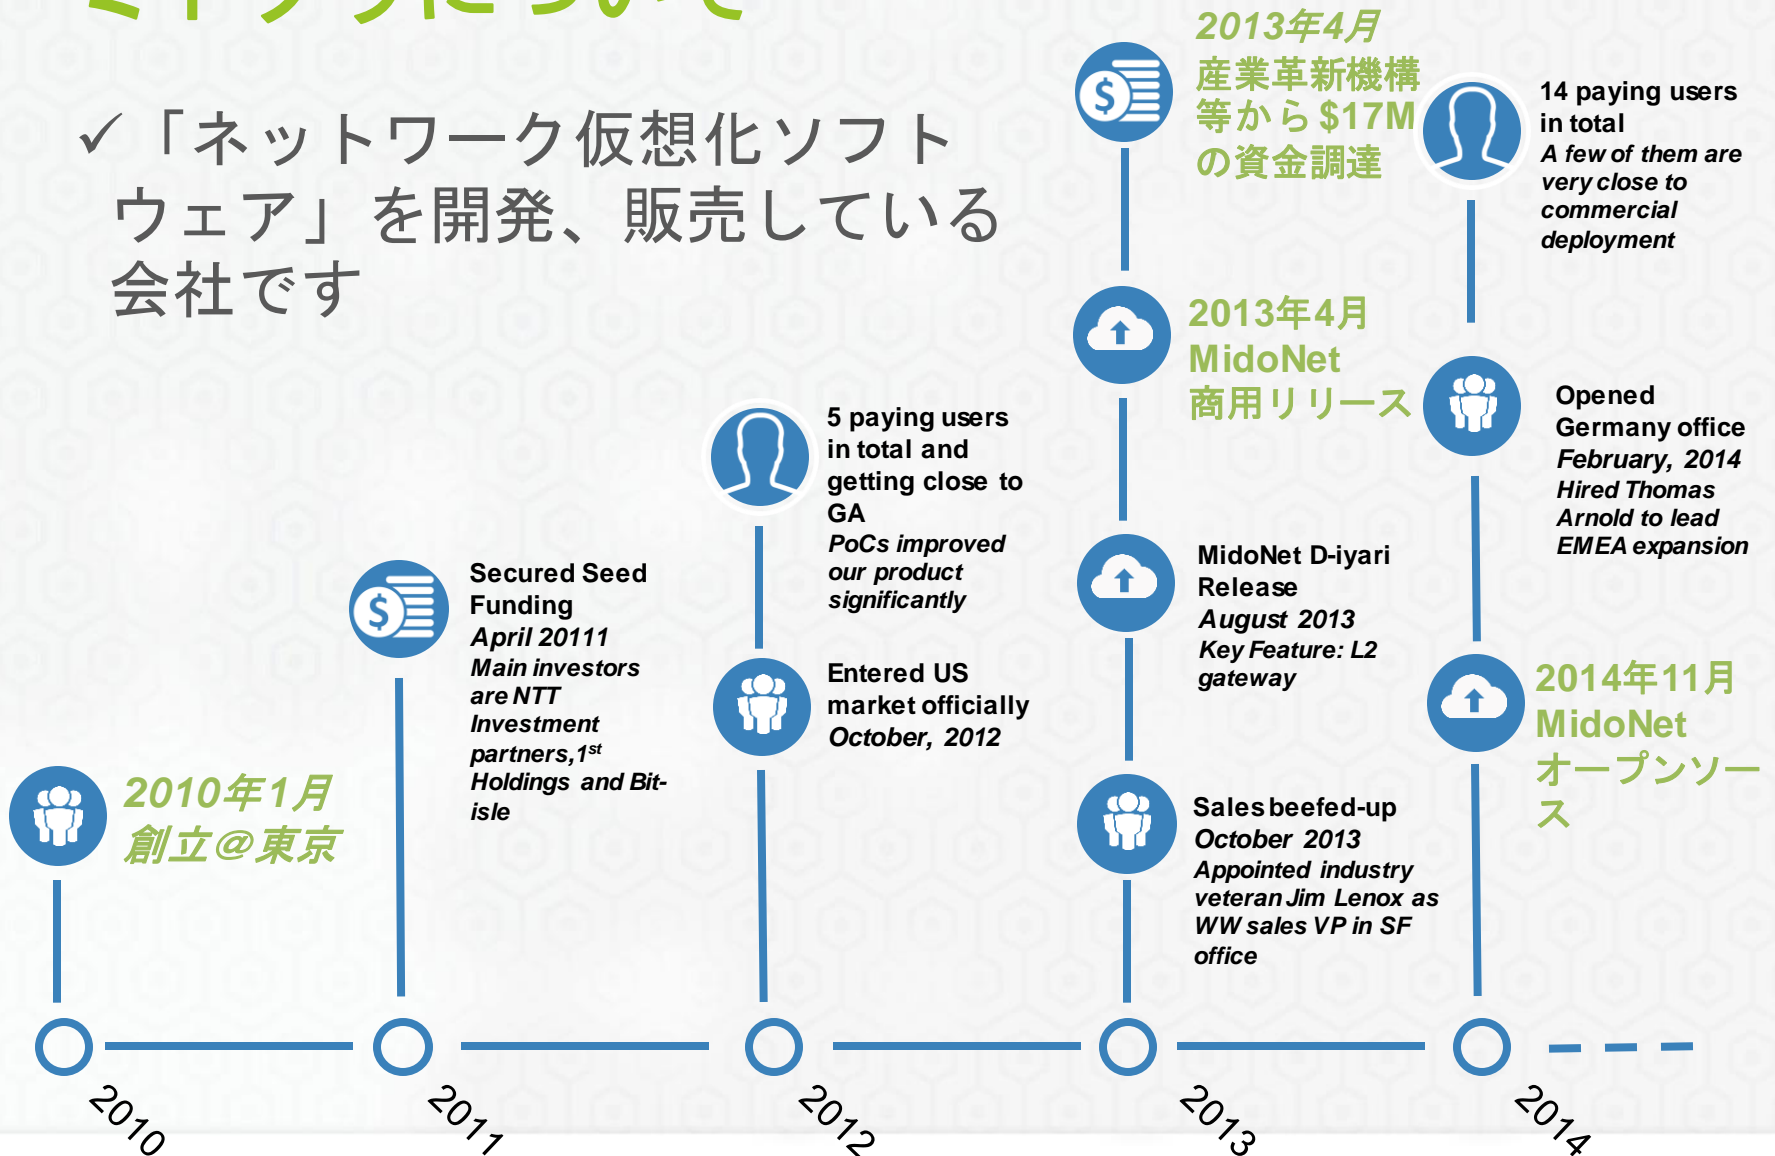 ミドクラについて
✓「ネットワーク仮想化ソフト
ウェア」を開発、販売している
会社です
2010年1月
創立＠東京
Secured Seed
Funding
April 20111
Main investors
are NTT
Investment
partners,1st
Holdings and Bit-
isle
5 paying users
in total and
getting close to
GA
PoCs improved
our product
significantly
Entered US
market officially
October, 2012
2013年4月
産業革新機構
等から $17M
の資金調達
2013年4月
MidoNet
商用リリース
MidoNet D-iyari
Release
August 2013
Key Feature: L2
gateway
Sales beefed-up
October 2013
Appointed industry
veteran Jim Lenox as
WW sales VP in SF
office
14 paying users
in total
A few of them are
very close to
commercial
deployment
Opened
Germany office
February, 2014
Hired Thomas
Arnold to lead
EMEA expansion
2014年11月
MidoNet
オープンソー
ス
2010
2011
2012
2013
2014